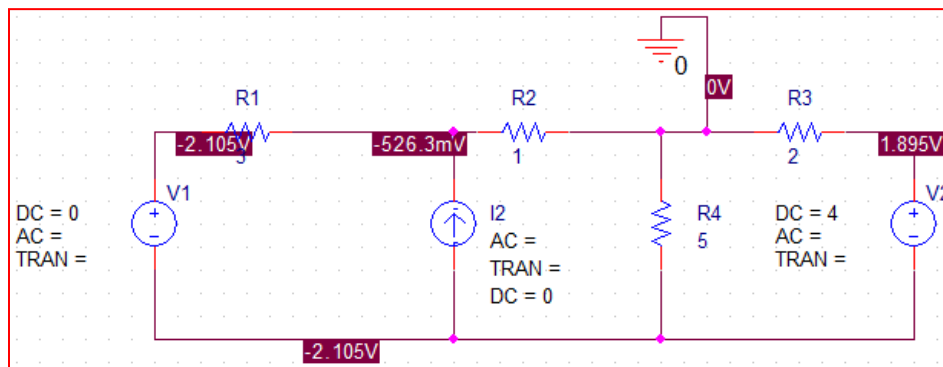 0
0V
R1
R2
R3
-2.105V
-526.3mV
1.895V
3
1
2
V1
DC = 0
AC =
TRAN =
I2
AC =
TRAN =
DC = 0
R4
5
DC = 4
AC =
TRAN =
V2
-2.105V